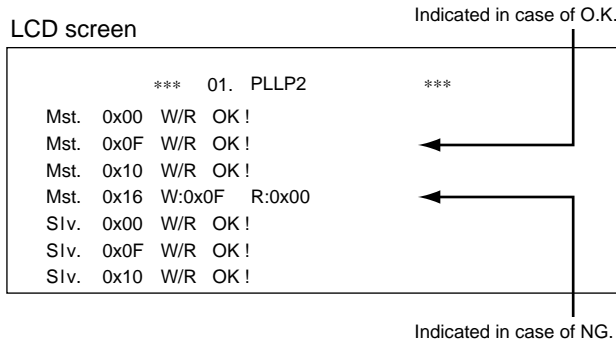 Indicated in case of O.K.
LCD screen
*** 01. PLLP2 ***
Mst. 0x00 W/R OK !
Mst. 0x0F W/R OK !
Mst. 0x10 W/R OK !
Mst. 0x16 W:0x0F R:0x00
Slv. 0x00 W/R OK !
Slv. 0x0F W/R OK !
Slv. 0x10 W/R OK !
Indicated in case of NG.